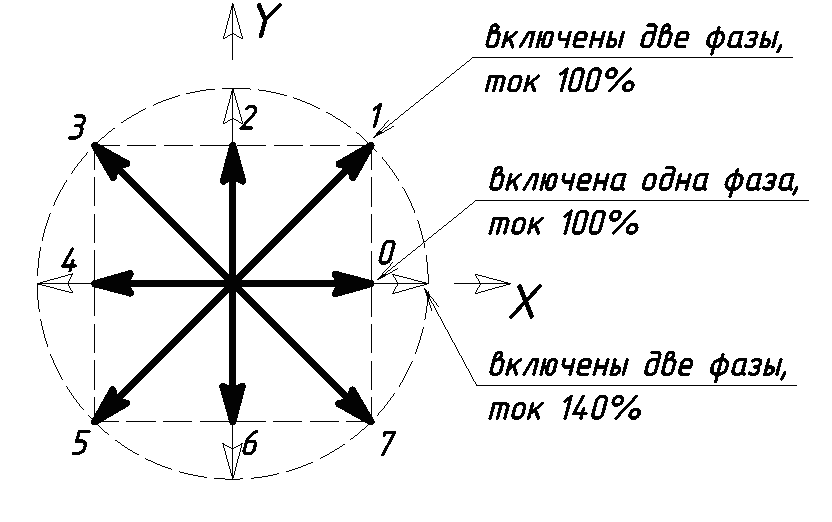 Y
включены две фазы,
ток 100%
3
2
1
включена одна фаза,
ток 100%
4
0
X
включены две фазы,
ток 140%
5
6
7